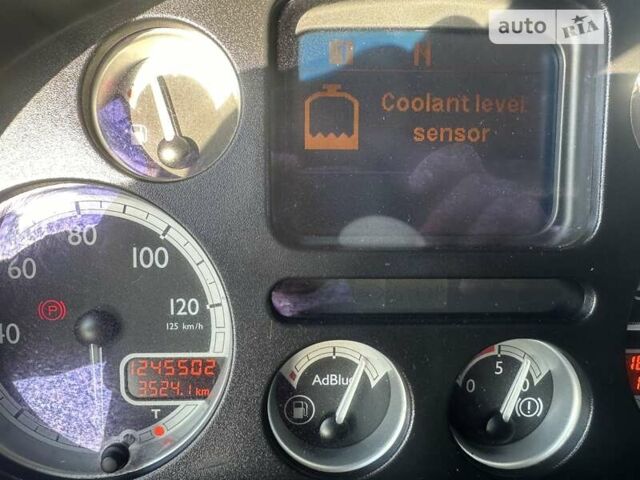 auto RIA
N
Coolant level
sensor
60
80
100
120
125 km/h
40
P
1245502
3524.1 km
T
AdBlue
0
5